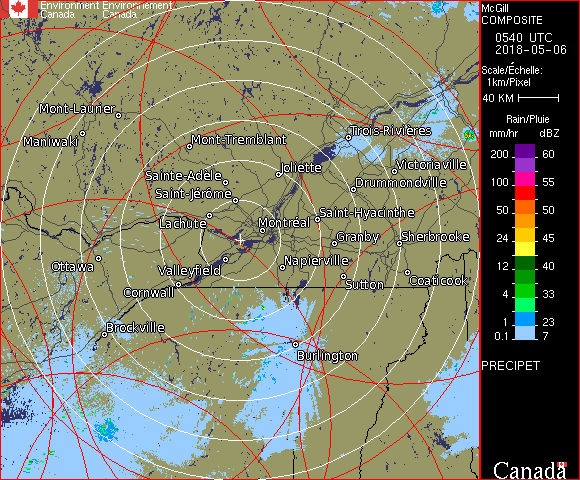 Environment Environnement
Canada Canada
McGill
COMPOSITE
0540 UTC
2018-05-06
Scale/Échelle:
1km/Pixel
40 KM
Rain/Pluie
mm/hr dBZ
200 60
155 55
100 55
50 50
24 45
12 40
4 33
1 23
0.1 7
PRECIPET
Canada
Mont-Laurier
Maniwaki
Mont-Tremblant
Trois-Rivières
Sainte-Adèle
Joliette
Victoriaville
Saint-Jérôme
Drummondville
Lachute
Montréal
Saint-Hyacinthe
Granby
Sherbrooke
Ottawa
Valleyfield
Napierville
Cornwall
Sutton
Coaticook
Brockville
Burlington